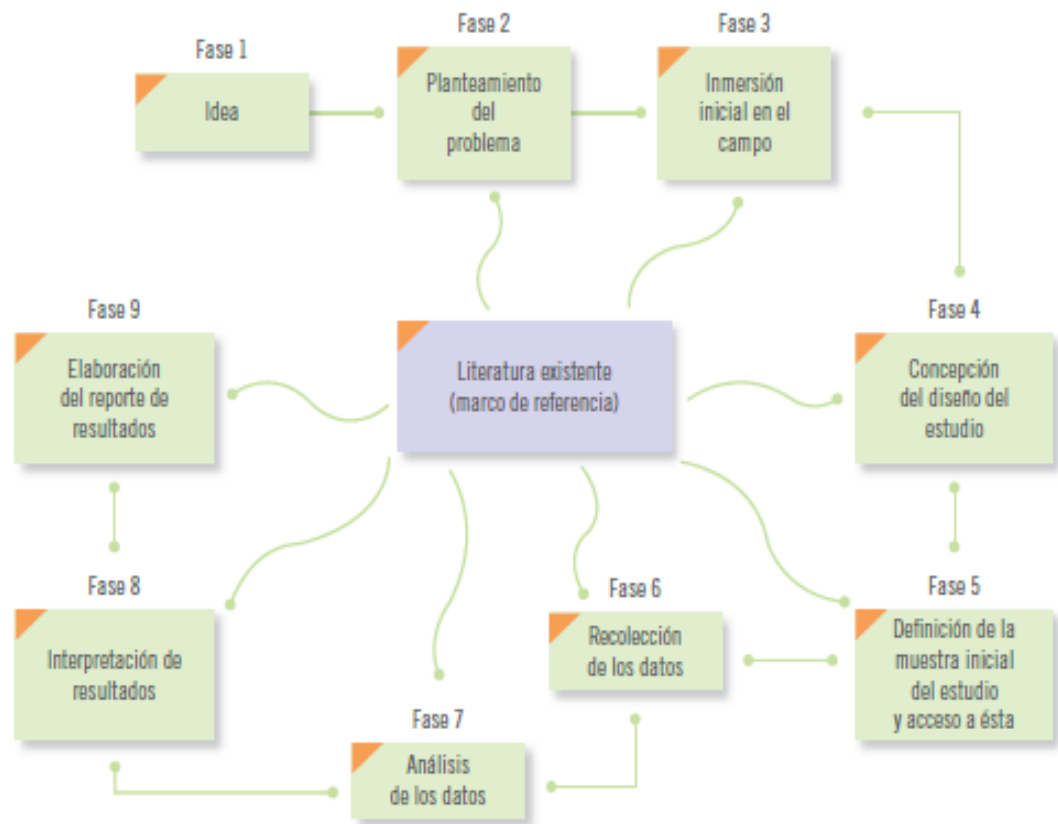 Fase 1
Idea
Fase 2
Planteamiento
del
problema
Fase 3
Inmersión
inicial en el
campo
Fase 9
Elaboración
del reporte de
resultados
Literatura existente
(marco de referencia)
Fase 4
Concepción
del diseño del
estudio
Fase 8
Interpretación de
resultados
Fase 7
Análisis
de los datos
Fase 6
Recolección
de los datos
Fase 5
Definición de la
muestra inicial
del estudio
y acceso a ésta